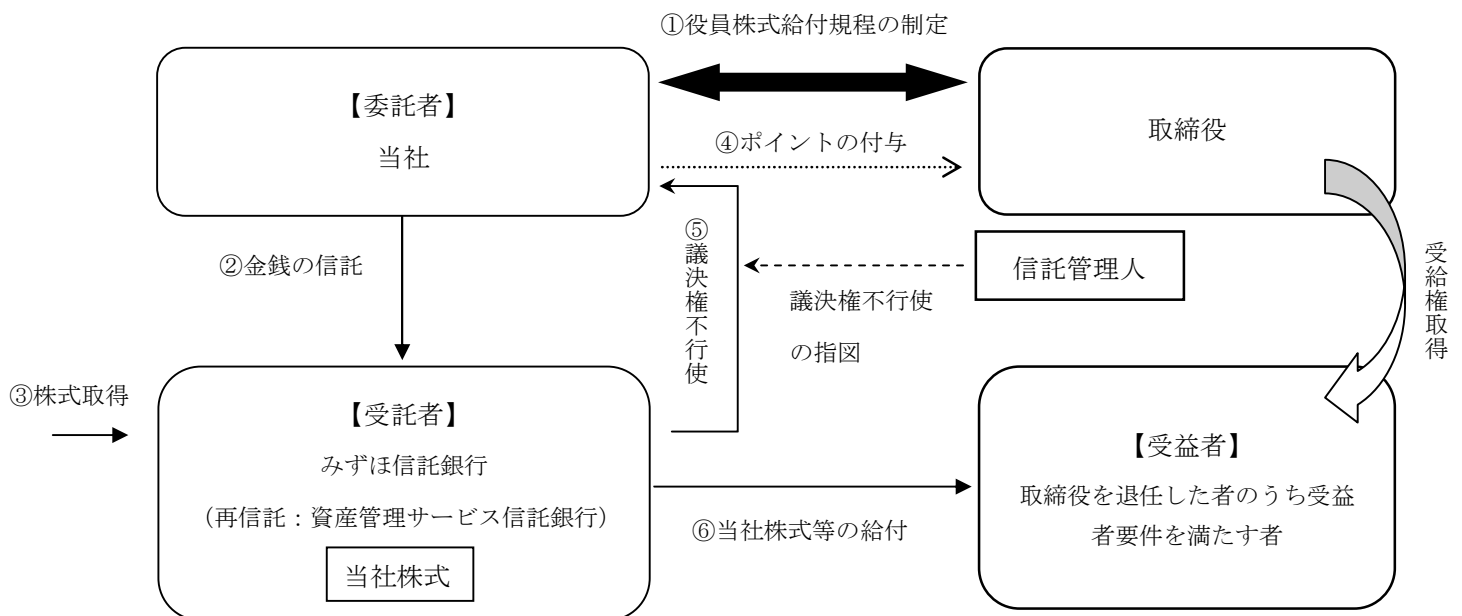 ①役員株式給付規程の制定
【委託者】
当社
取締役
④ポイントの付与
②金銭の信託
⑤議決権不行使
信託管理人
議決権不行使
の指図
受給権取得
③株式取得
【受託者】
みずほ信託銀行
（再信託：資産管理サービス信託銀行）
当社株式
⑥当社株式等の給付
【受益者】
取締役を退任した者のうち受益
者要件を満たす者